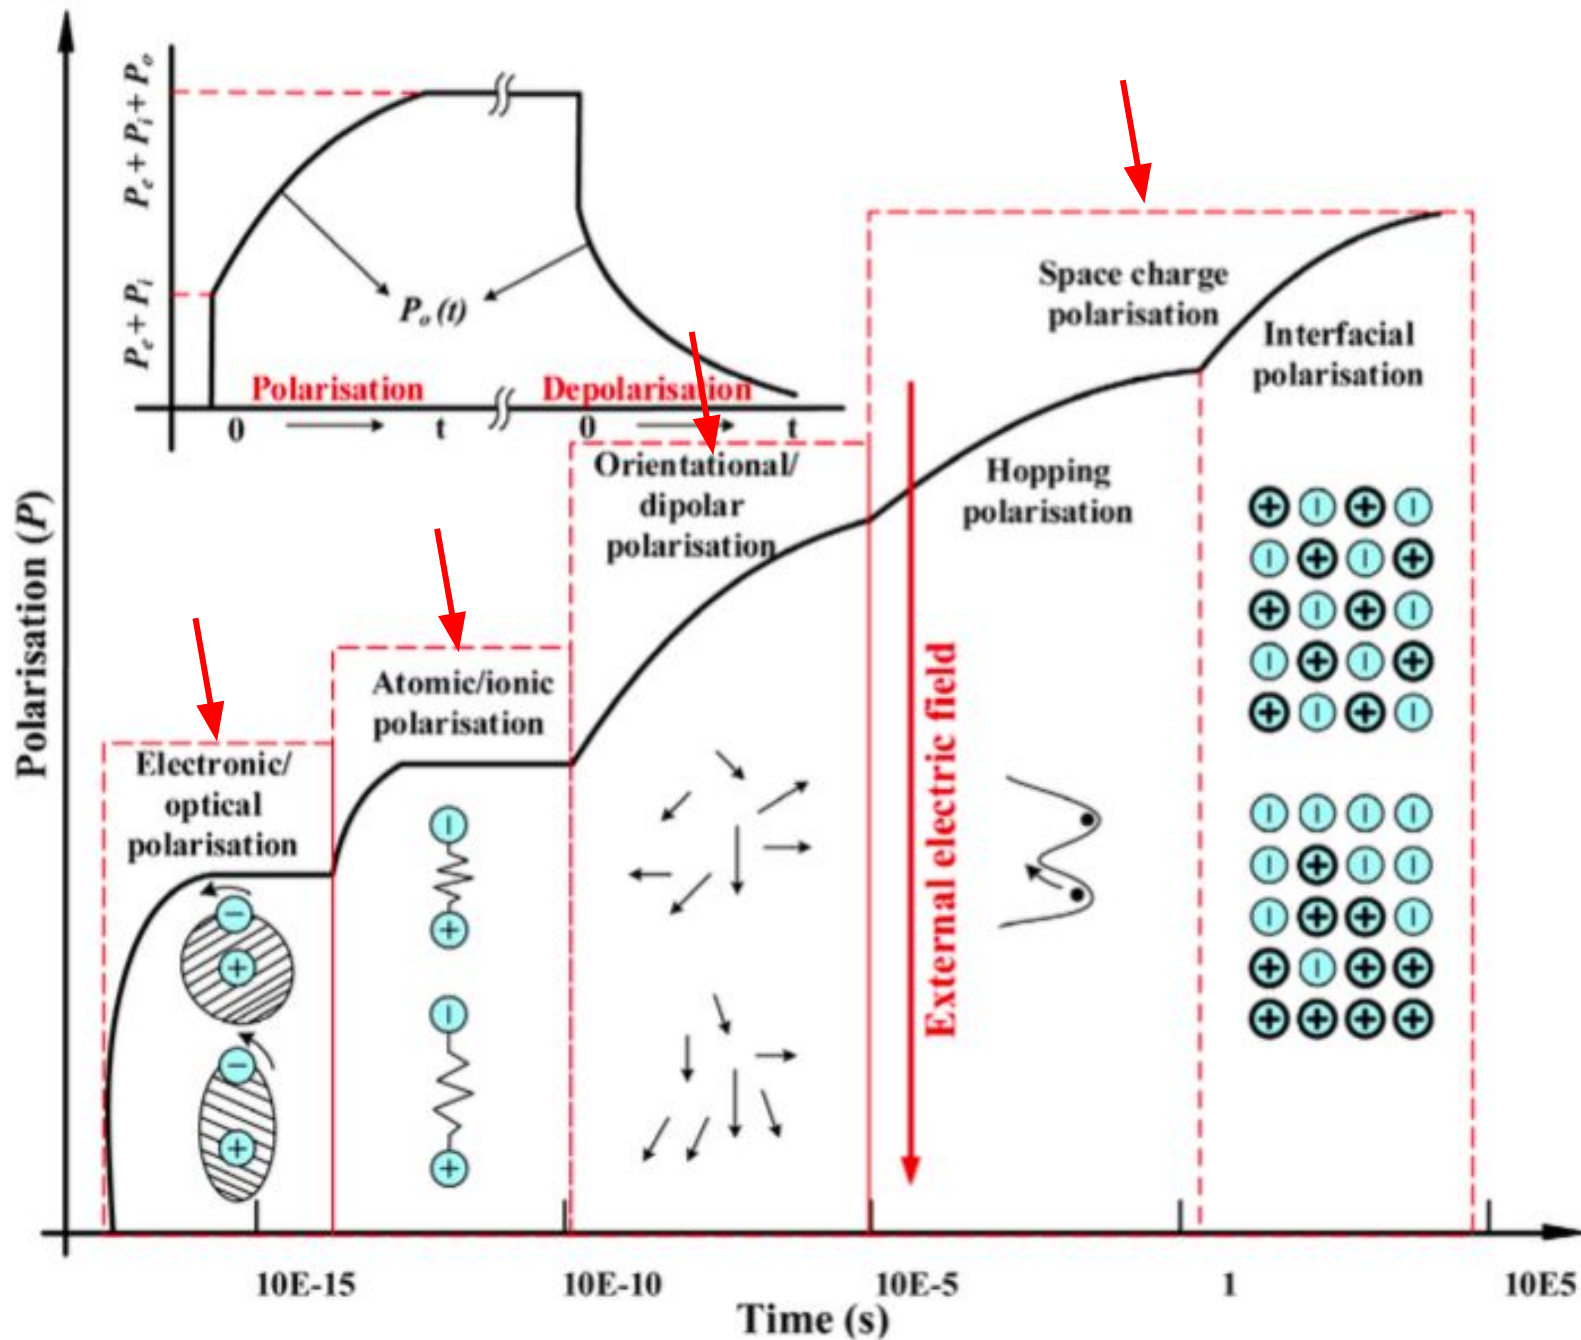 P_e + P_i + P_o
P_e + P_i
P_o (t)
Polarisation
Depolarisation
0
t
0
t
Space charge
polarisation
Interfacial
polarisation
Orientational/
dipolar
polarisation
Hopping
polarisation
Atomic/ionic
polarisation
Electronic/
optical
polarisation
External electric field
Polarisation (P)
10E-15
10E-10
10E-5
1
10E5
Time (s)